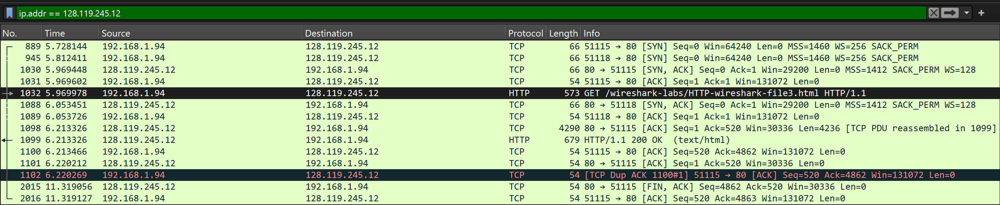 ip.addr == 128.119.245.12
No. Time Source Destination Protocol Length Info
889 5.728144 192.168.1.94 128.119.245.12 TCP 66 51115 → 80 [SYN] Seq=0 Win=64240 Len=0 MSS=1460 WS=256 SACK_PERM
945 5.812411 192.168.1.94 128.119.245.12 TCP 66 51118 → 80 [SYN] Seq=0 Win=64240 Len=0 MSS=1460 WS=256 SACK_PERM
1030 5.969448 128.119.245.12 192.168.1.94 TCP 66 80 → 51115 [SYN, ACK] Seq=0 Ack=1 Win=29200 Len=0 MSS=1412 SACK_PERM WS=128
1031 5.969602 192.168.1.94 128.119.245.12 TCP 54 51115 → 80 [ACK] Seq=1 Ack=1 Win=131072 Len=0
1032 5.969978 192.168.1.94 128.119.245.12 HTTP 573 GET /wireshark-labs/HTTP-wireshark-file3.html HTTP/1.1
1088 6.053451 128.119.245.12 192.168.1.94 TCP 66 80 → 51118 [SYN, ACK] Seq=0 Ack=1 Win=29200 Len=0 MSS=1412 SACK_PERM WS=128
1089 6.053726 192.168.1.94 128.119.245.12 TCP 54 51118 → 80 [ACK] Seq=1 Ack=1 Win=131072 Len=0
1098 6.213326 128.119.245.12 192.168.1.94 TCP 4290 80 → 51115 [ACK] Seq=1 Ack=520 Win=30336 Len=4236 [TCP PDU reassembled in 1099]
1099 6.213326 128.119.245.12 192.168.1.94 HTTP 679 HTTP/1.1 200 OK  (text/html)
1100 6.213466 192.168.1.94 128.119.245.12 TCP 54 51115 → 80 [ACK] Seq=520 Ack=4862 Win=131072 Len=0
1101 6.220212 128.119.245.12 192.168.1.94 TCP 54 80 → 51115 [ACK] Seq=1 Ack=520 Win=30336 Len=0
1102 6.220269 192.168.1.94 128.119.245.12 TCP 54 [TCP Dup ACK 1100#1] 51115 → 80 [ACK] Seq=520 Ack=4862 Win=131072 Len=0
2015 11.319056 128.119.245.12 192.168.1.94 TCP 54 80 → 51115 [FIN, ACK] Seq=4862 Ack=520 Win=30336 Len=0
2016 11.319127 192.168.1.94 128.119.245.12 TCP 54 51115 → 80 [ACK] Seq=520 Ack=4863 Win=131072 Len=0